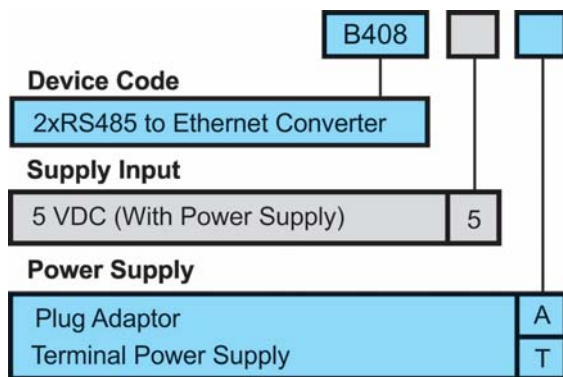 B408
Device Code
2xRS485 to Ethernet Converter
Supply Input
5 VDC (With Power Supply) 5
Power Supply
Plug Adaptor A
Terminal Power Supply T